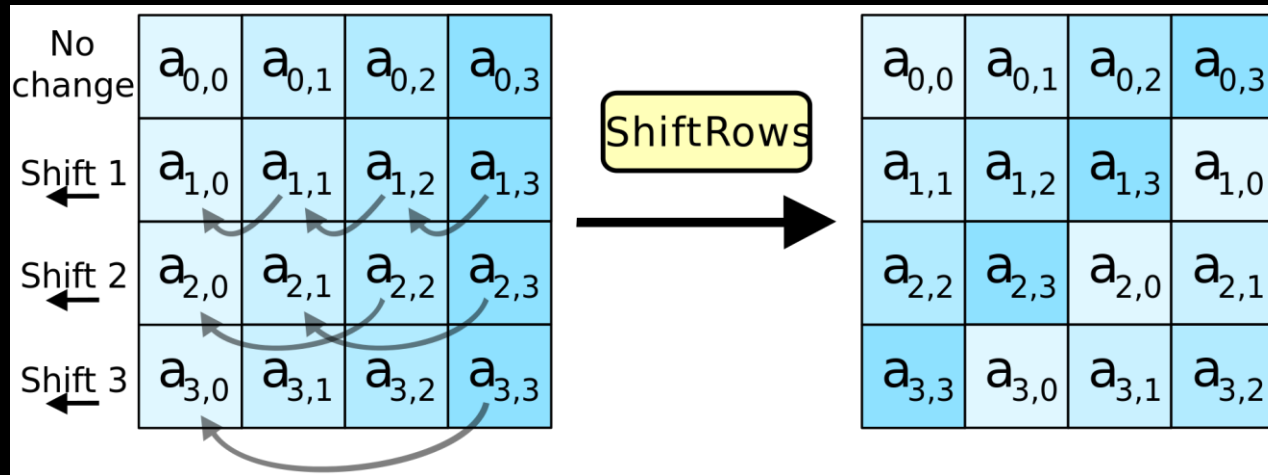 No
change
a0,0 a0,1 a0,2 a0,3
ShiftRows
a0,0 a0,1 a0,2 a0,3
Shift 1
a1,0 a1,1 a1,2 a1,3
a1,1 a1,2 a1,3 a1,0
Shift 2
a2,0 a2,1 a2,2 a2,3
a2,2 a2,3 a2,0 a2,1
Shift 3
a3,0 a3,1 a3,2 a3,3
a3,3 a3,0 a3,1 a3,2